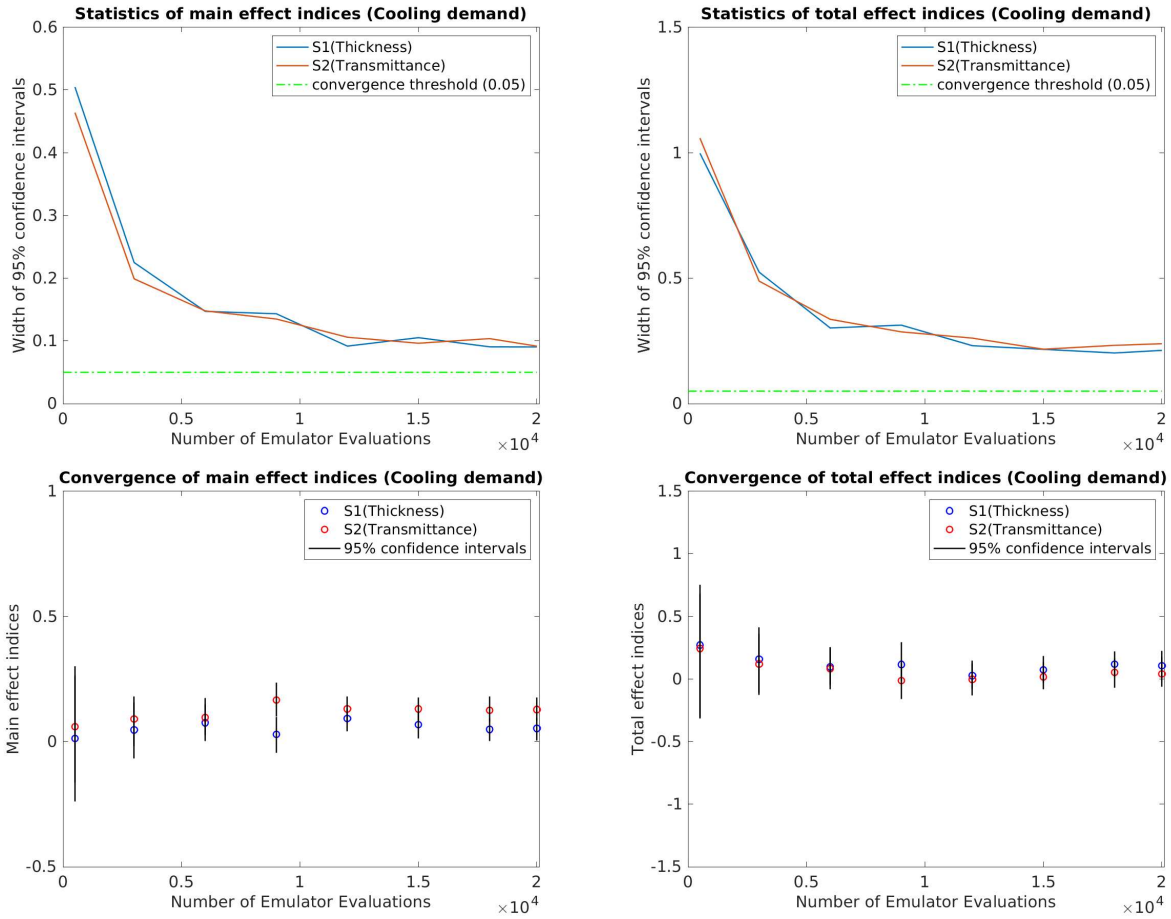 Statistics of main effect indices (Cooling demand)
0.6
0.5
0.4
0.3
0.2
0.1
0
Width of 95% confidence intervals
S1(Thickness)
S2(Transmittance)
convergence threshold (0.05)
0 0.5 1 1.5 2
Number of Emulator Evaluations
×10^4
Statistics of total effect indices (Cooling demand)
1.5
1
0.5
0
Width of 95% confidence intervals
S1(Thickness)
S2(Transmittance)
convergence threshold (0.05)
0 0.5 1 1.5 2
Number of Emulator Evaluations
×10^4
Convergence of main effect indices (Cooling demand)
1
0.5
0
-0.5
Main effect indices
S1(Thickness)
S2(Transmittance)
95% confidence intervals
0 0.5 1 1.5 2
Number of Emulator Evaluations
×10^4
Convergence of total effect indices (Cooling demand)
1.5
1
0.5
0
-0.5
-1
-1.5
Total effect indices
S1(Thickness)
S2(Transmittance)
95% confidence intervals
0 0.5 1 1.5 2
Number of Emulator Evaluations
×10^4